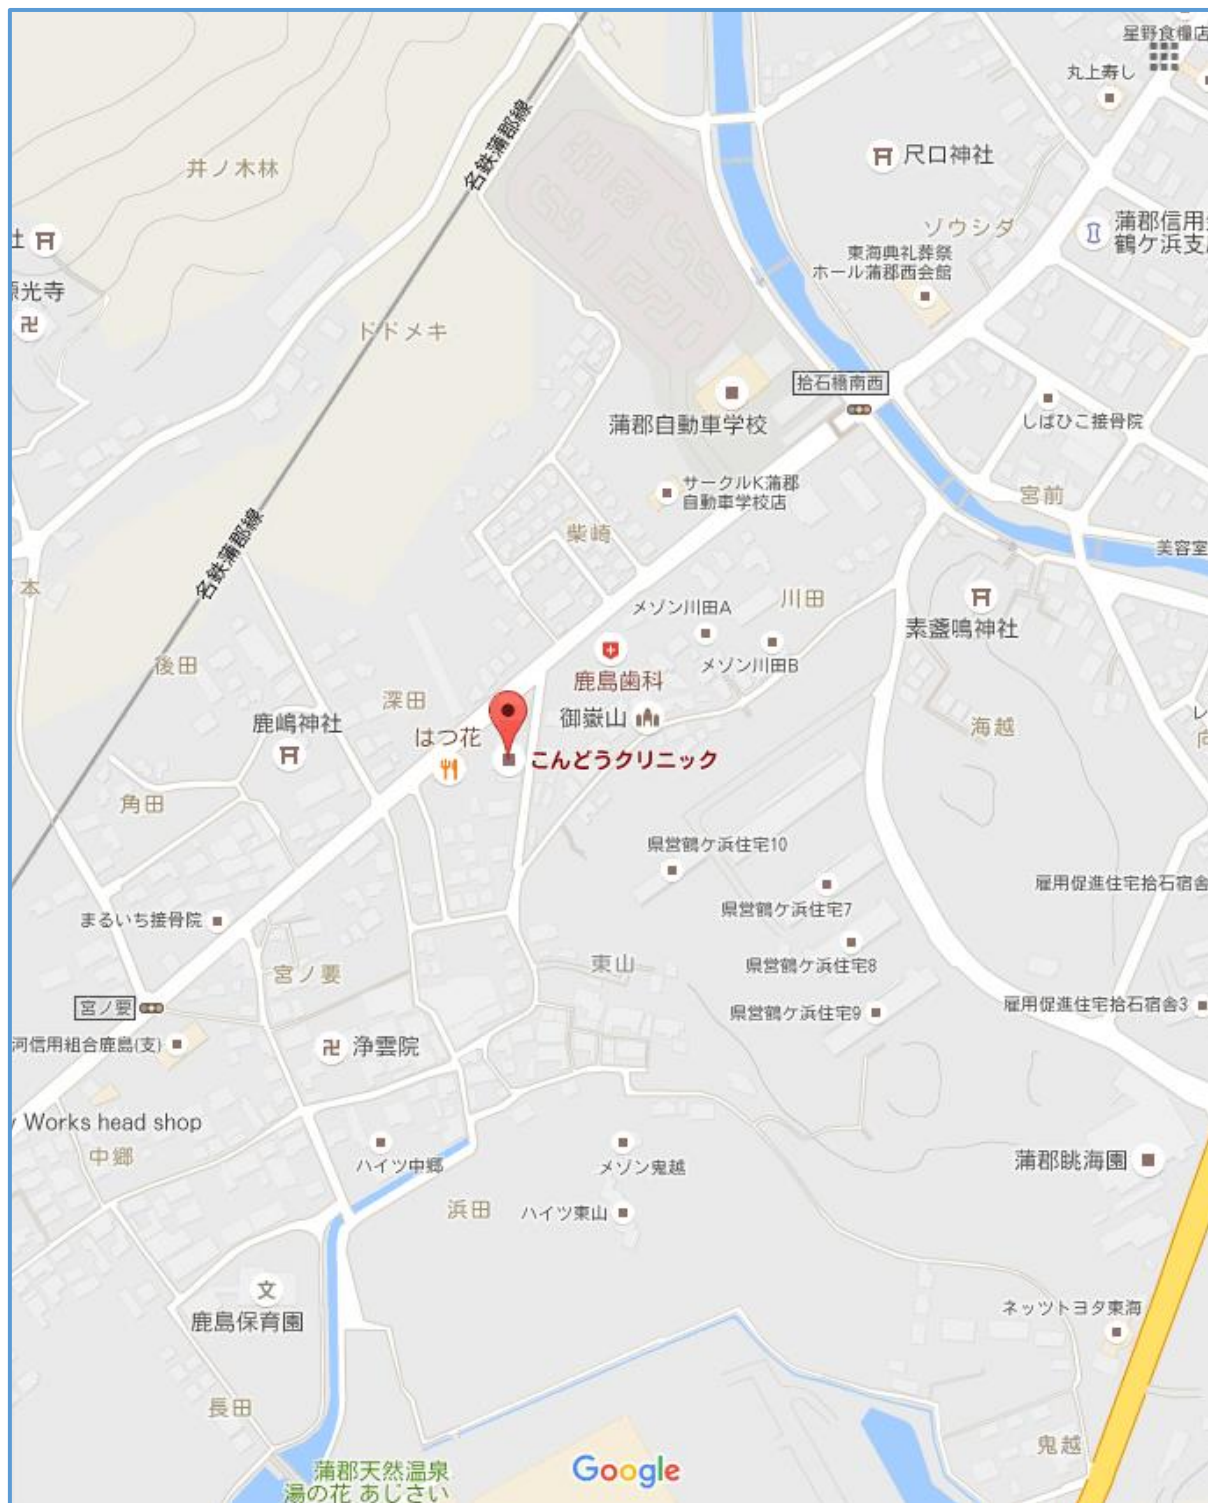 星野食糧店
丸上寿し
名鉄蒲郡線
井ノ木林
尺口神社
社
ゾウシダ
蒲郡信用金
鶴ケ浜支店
東海典礼葬祭
ホール蒲郡西会館
源光寺
ドドメキ
拾石橋南西
蒲郡自動車学校
しばひこ接骨院
サークルK蒲郡
自動車学校店
宮前
柴崎
名鉄蒲郡線
美容室
本
メゾン川田A
川田
素盞鳴神社
メゾン川田B
後田
鹿島歯科
深田
御嶽山
鹿嶋神社
はつ花
海越
レ
向
こんどうクリニック
角田
県営鶴ケ浜住宅10
雇用促進住宅拾石宿舎
県営鶴ケ浜住宅7
まるいち接骨院
東山
県営鶴ケ浜住宅8
宮ノ要
宮ノ要
県営鶴ケ浜住宅9
雇用促進住宅拾石宿舎3
河信用組合鹿島(支)
浄雲院
Works head shop
中郷
ハイツ中郷
メゾン鬼越
蒲郡眺海園
浜田
ハイツ東山
文
鹿島保育園
ネッツトヨタ東海
長田
鬼越
蒲郡天然温泉
湯の花 あじさい
Google